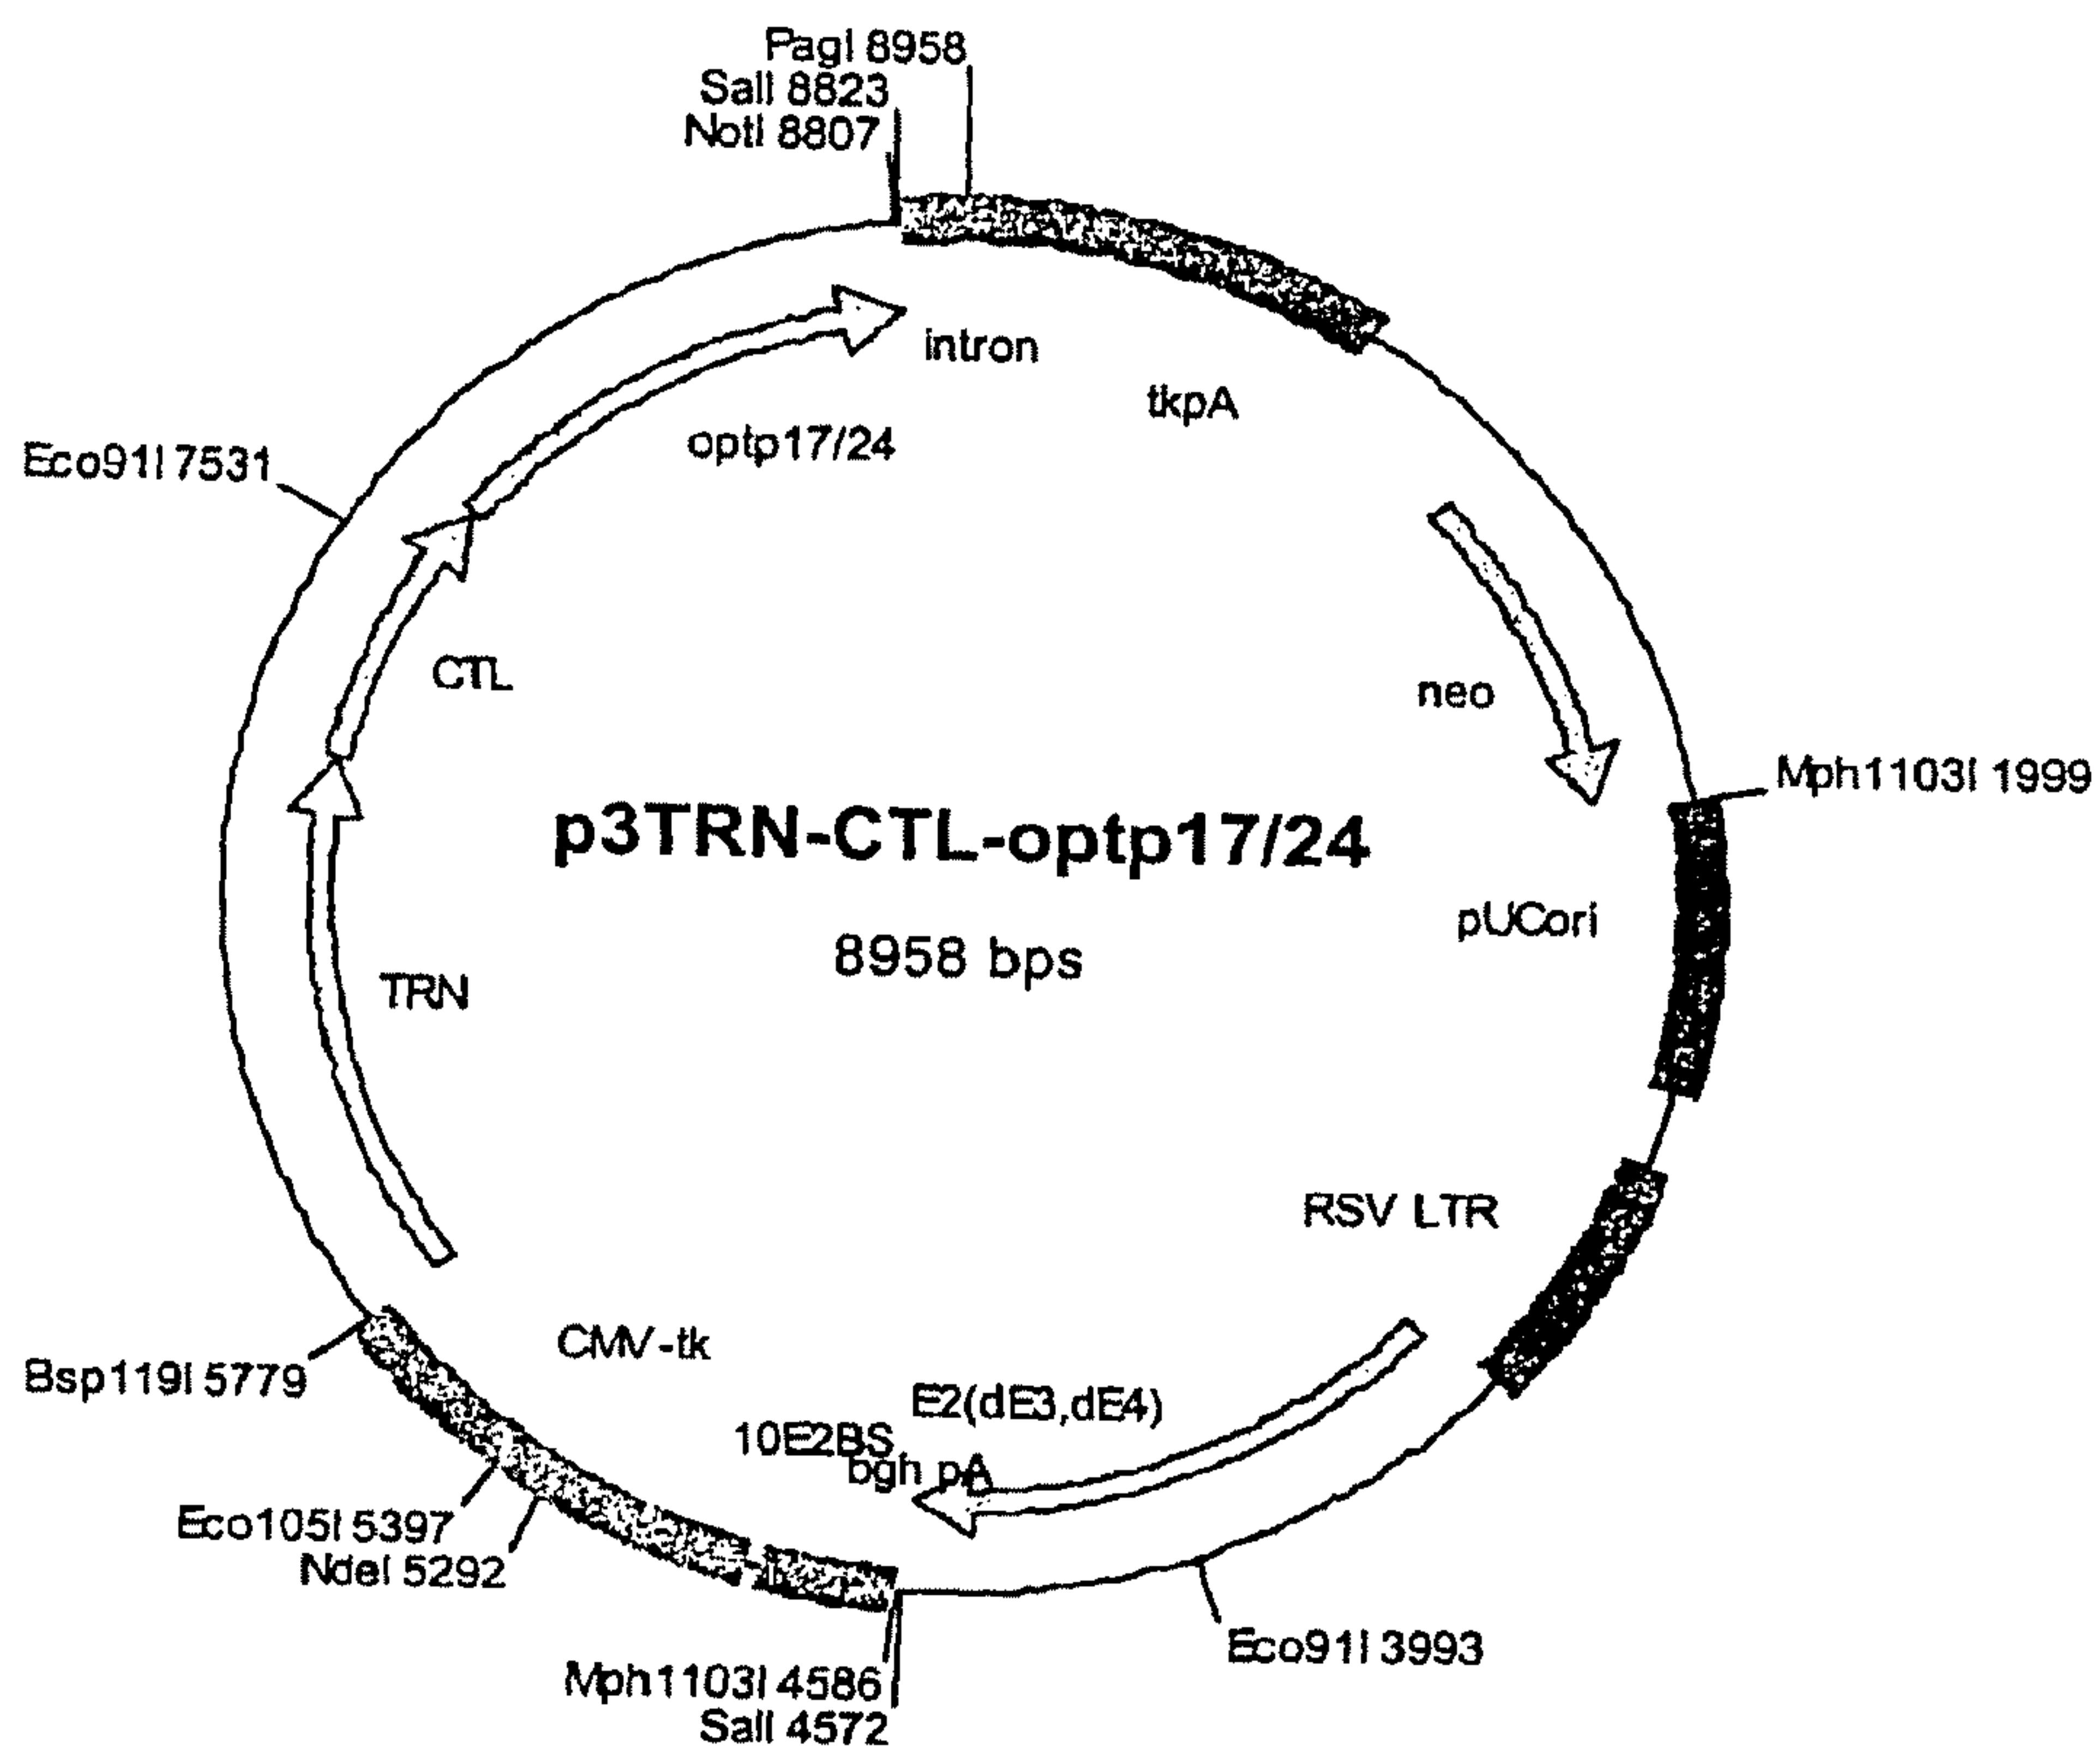 PagI 8958
SalI 8823
NotI 8807
intron
tkpA
optp17/24
Eco91I 7531
CTL
neo
Mph1103I 1999
p3TRN-CTL-optp17/24
8958 bps
pUCori
TRN
RSV LTR
CMV-tk
Bsp119I 5779
E2(dE3,dE4)
10E2BS
bgh pA
Eco105I 5397
NdeI 5292
Eco91I 3993
Mph1103I 4586
SalI 4572